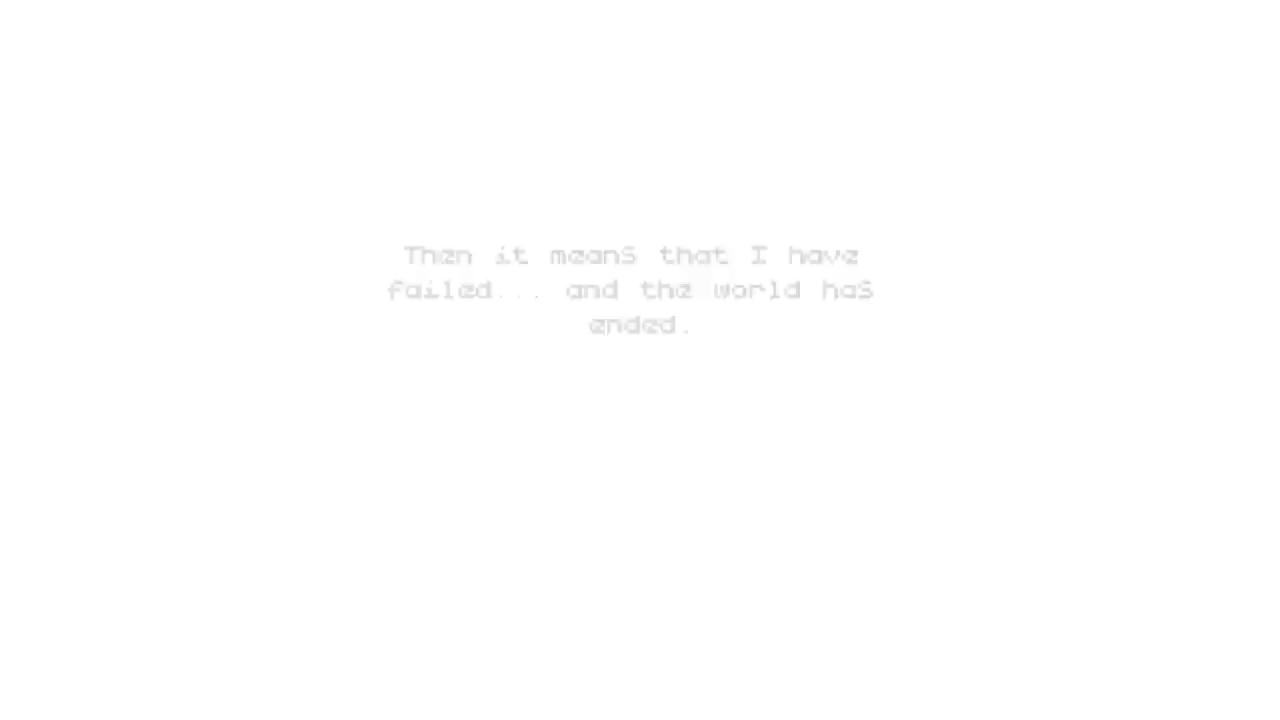 Then it means that I have
failed... and the world has
ended.